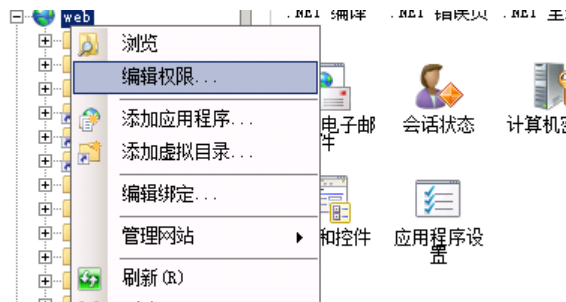 web
.NET 编译
.NET 错误页
.NET
浏览
编辑权限...
添加应用程序...
添加虚拟目录...
编辑绑定...
管理网站
刷新(R)
电子邮
件
会话状态
计算机密
和控件
应用程序设
置